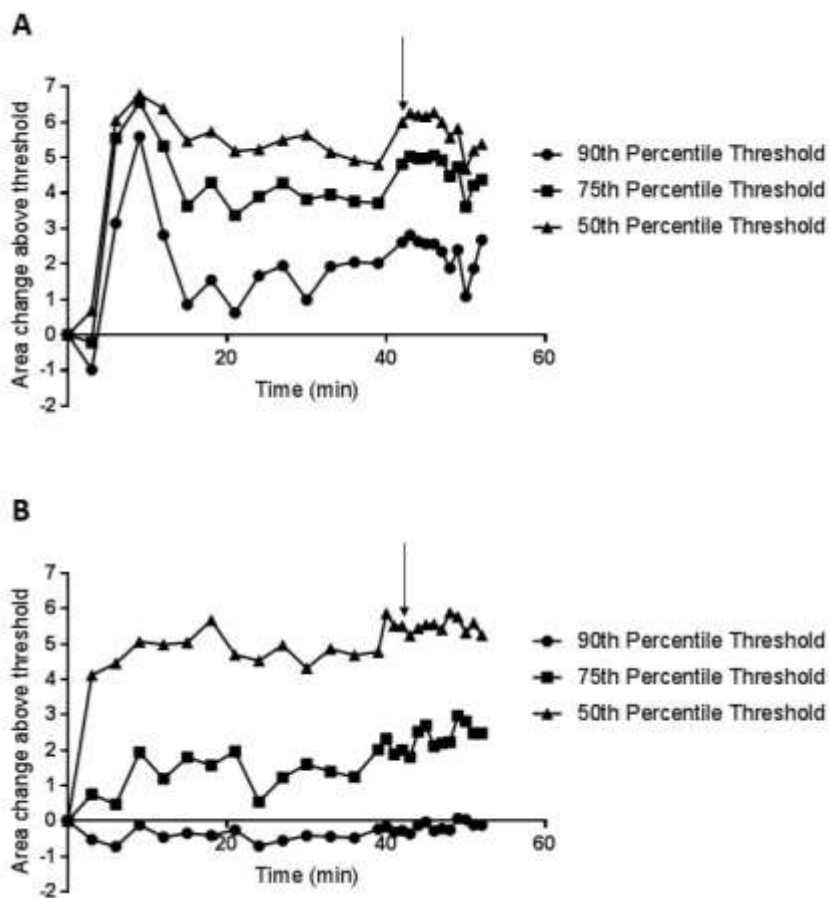 A
Area change above threshold
7
6
5
4
3
2
1
0
-1
-2
20
40
60
Time (min)
90th Percentile Threshold
75th Percentile Threshold
50th Percentile Threshold
B
Area change above threshold
7
6
5
4
3
2
1
0
-1
-2
20
40
60
Time (min)
90th Percentile Threshold
75th Percentile Threshold
50th Percentile Threshold